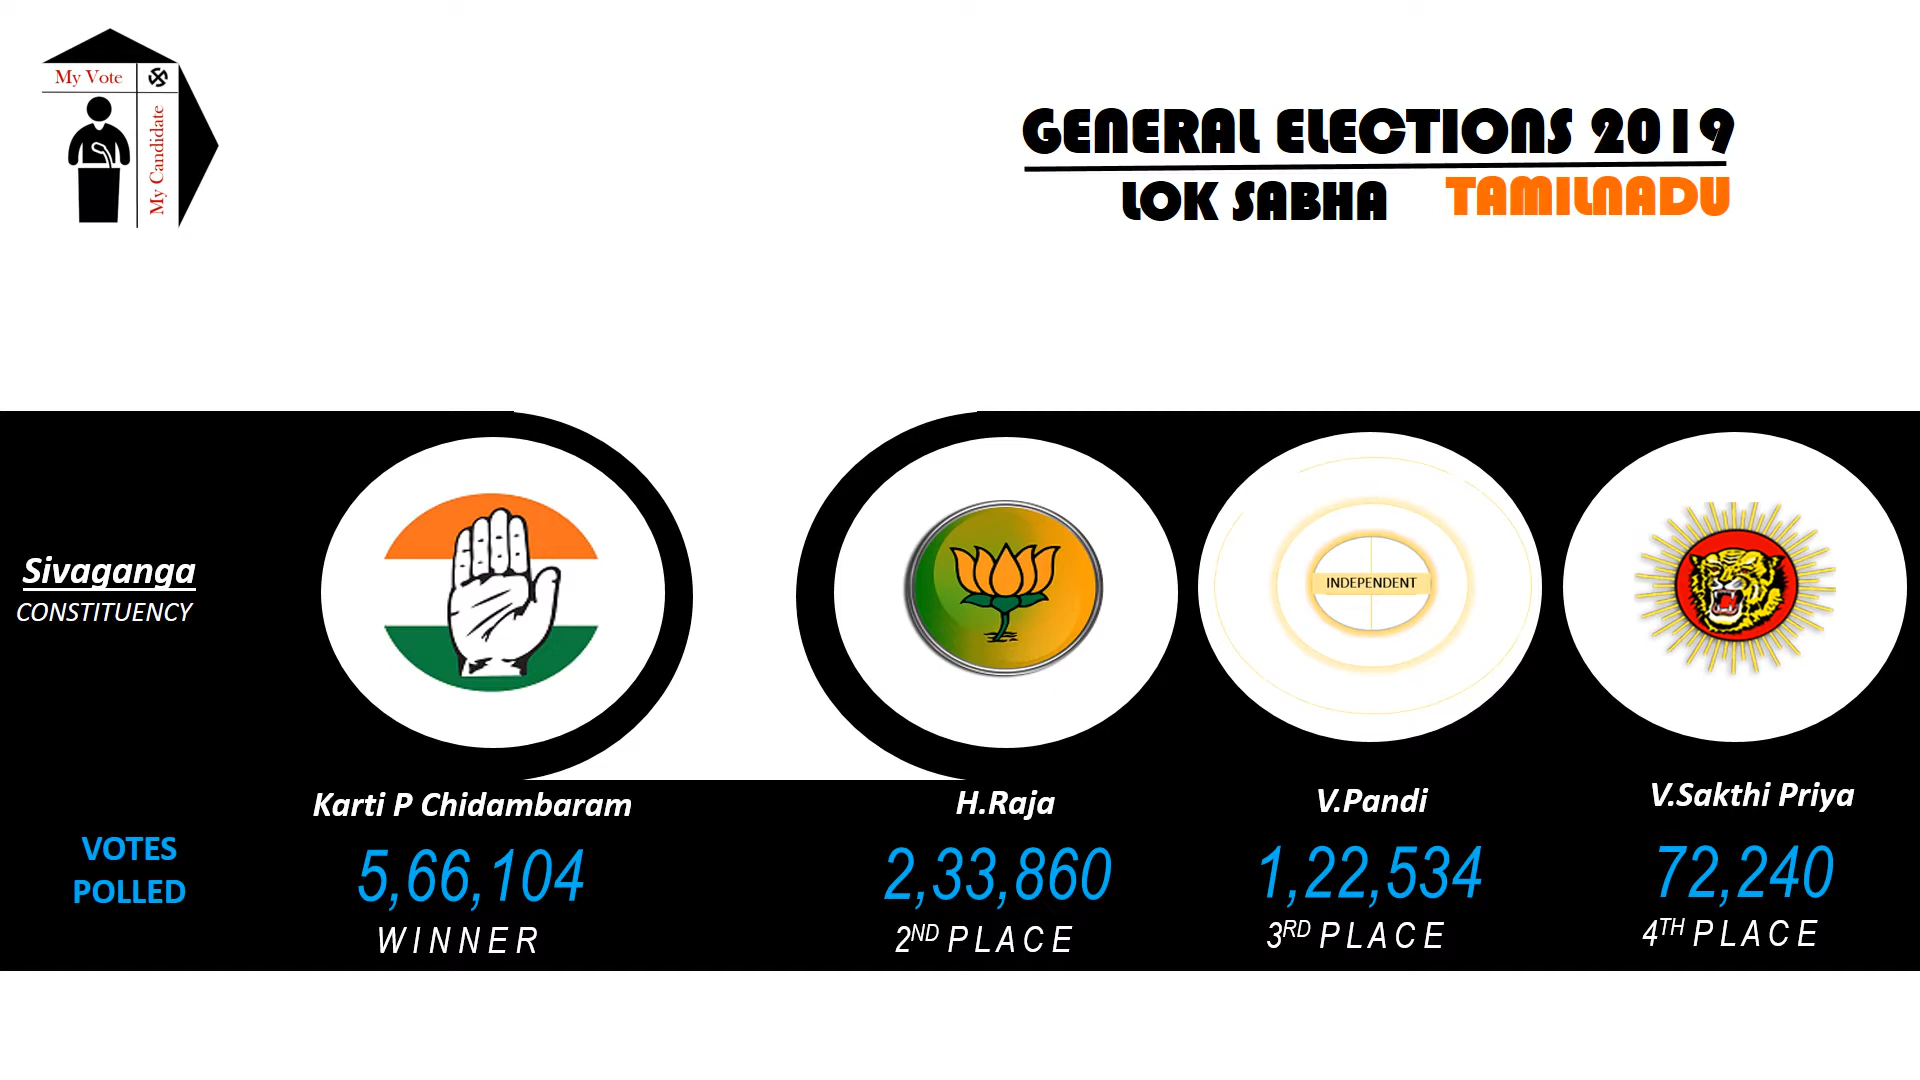 My Vote
My Candidate
GENERAL ELECTIONS 2019
LOK SABHA TAMILNADU
Sivaganga
CONSTITUENCY
INDEPENDENT
Karti P Chidambaram H.Raja V.Pandi V.Sakthi Priya
VOTES
POLLED
5,66,104 2,33,860 1,22,534 72,240
WINNER 2ND PLACE 3RD PLACE 4TH PLACE